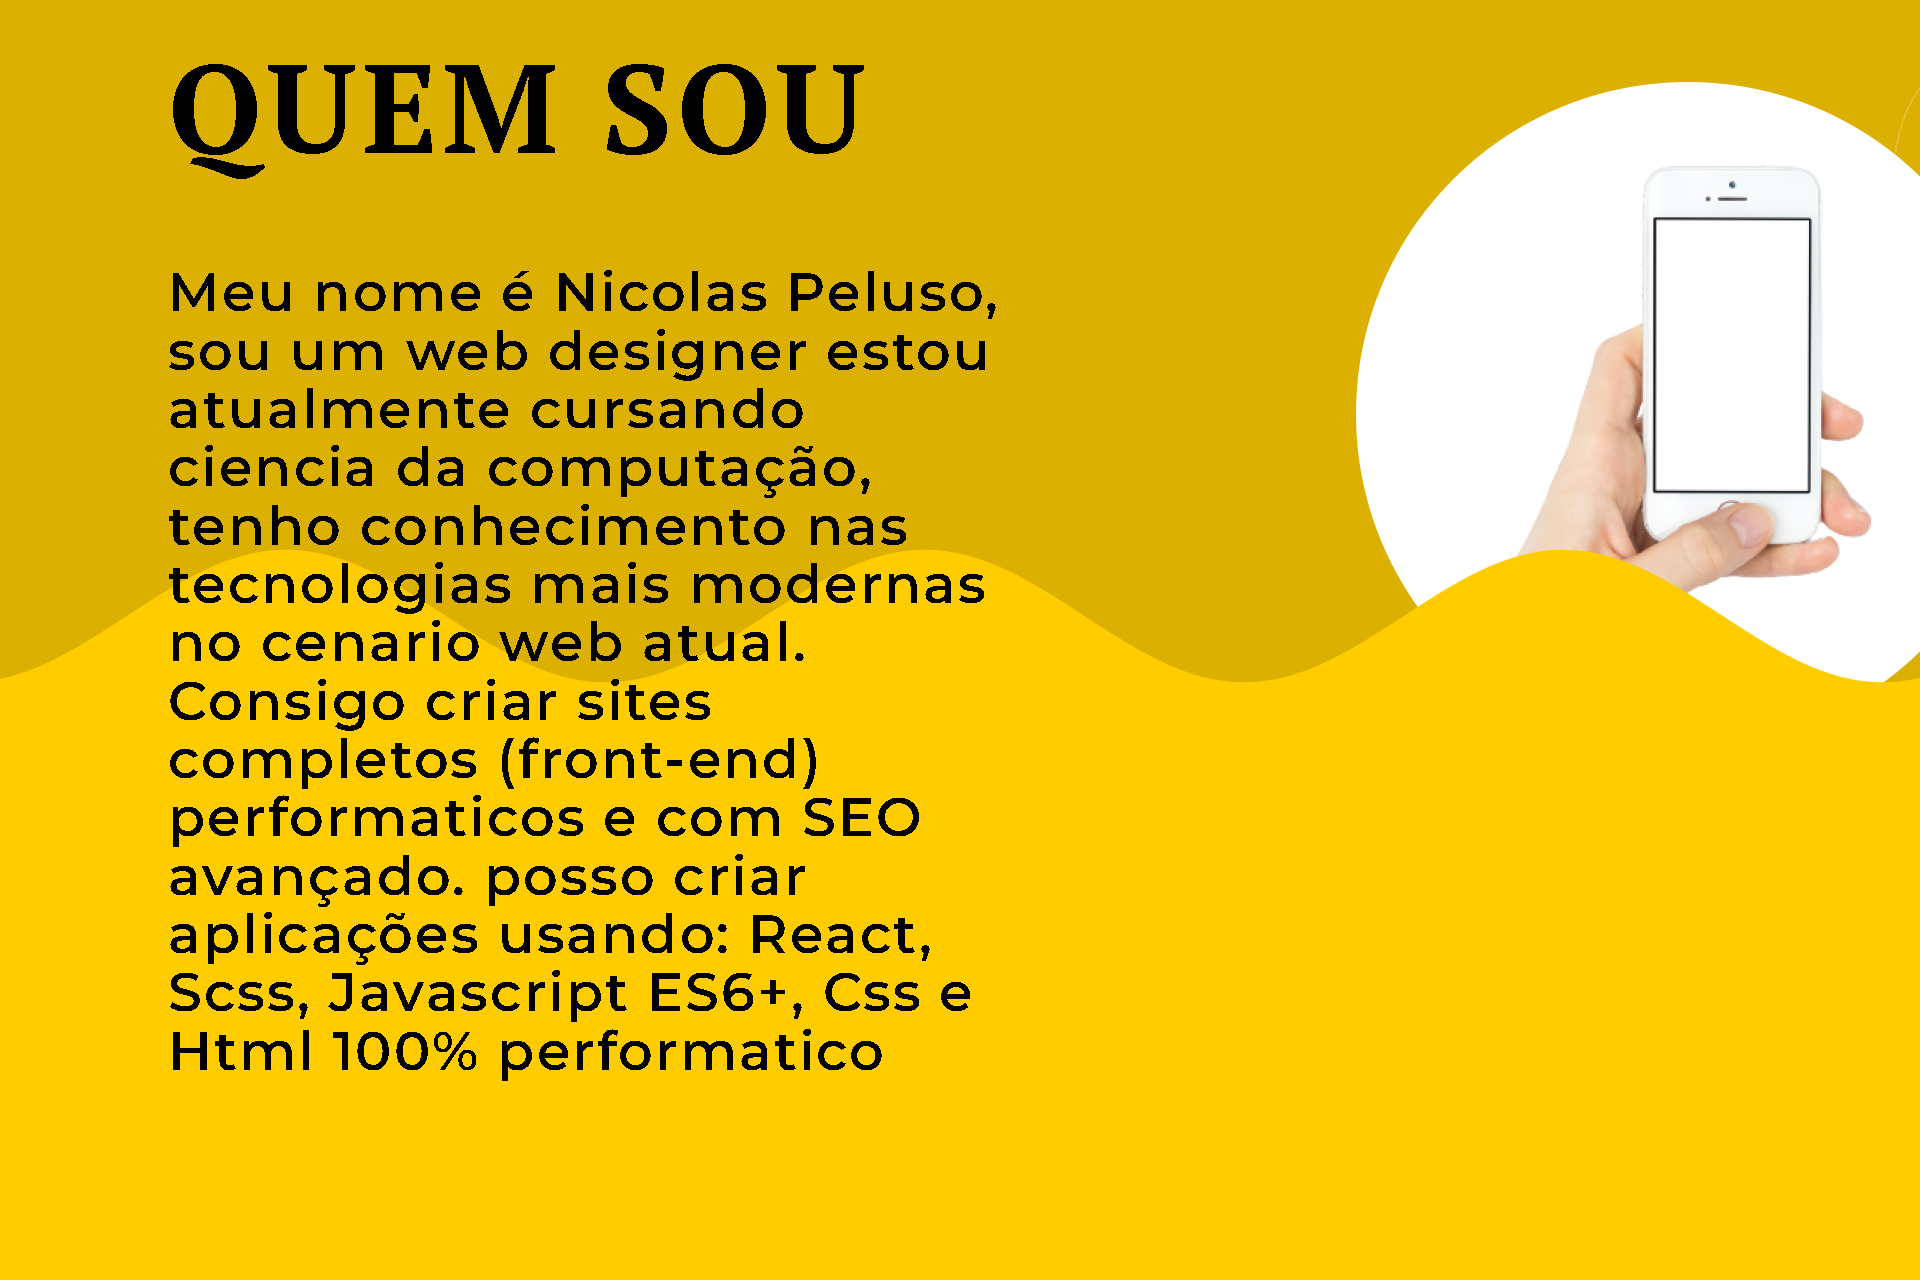 QUEM SOU
Meu nome é Nicolas Peluso,
sou um web designer estou
atualmente cursando
ciencia da computação,
tenho conhecimento nas
tecnologias mais modernas
no cenario web atual.
Consigo criar sites
completos (front-end)
performaticos e com SEO
avançado. posso criar
aplicações usando: React,
Scss, Javascript ES6+, Css e
Html 100% performatico